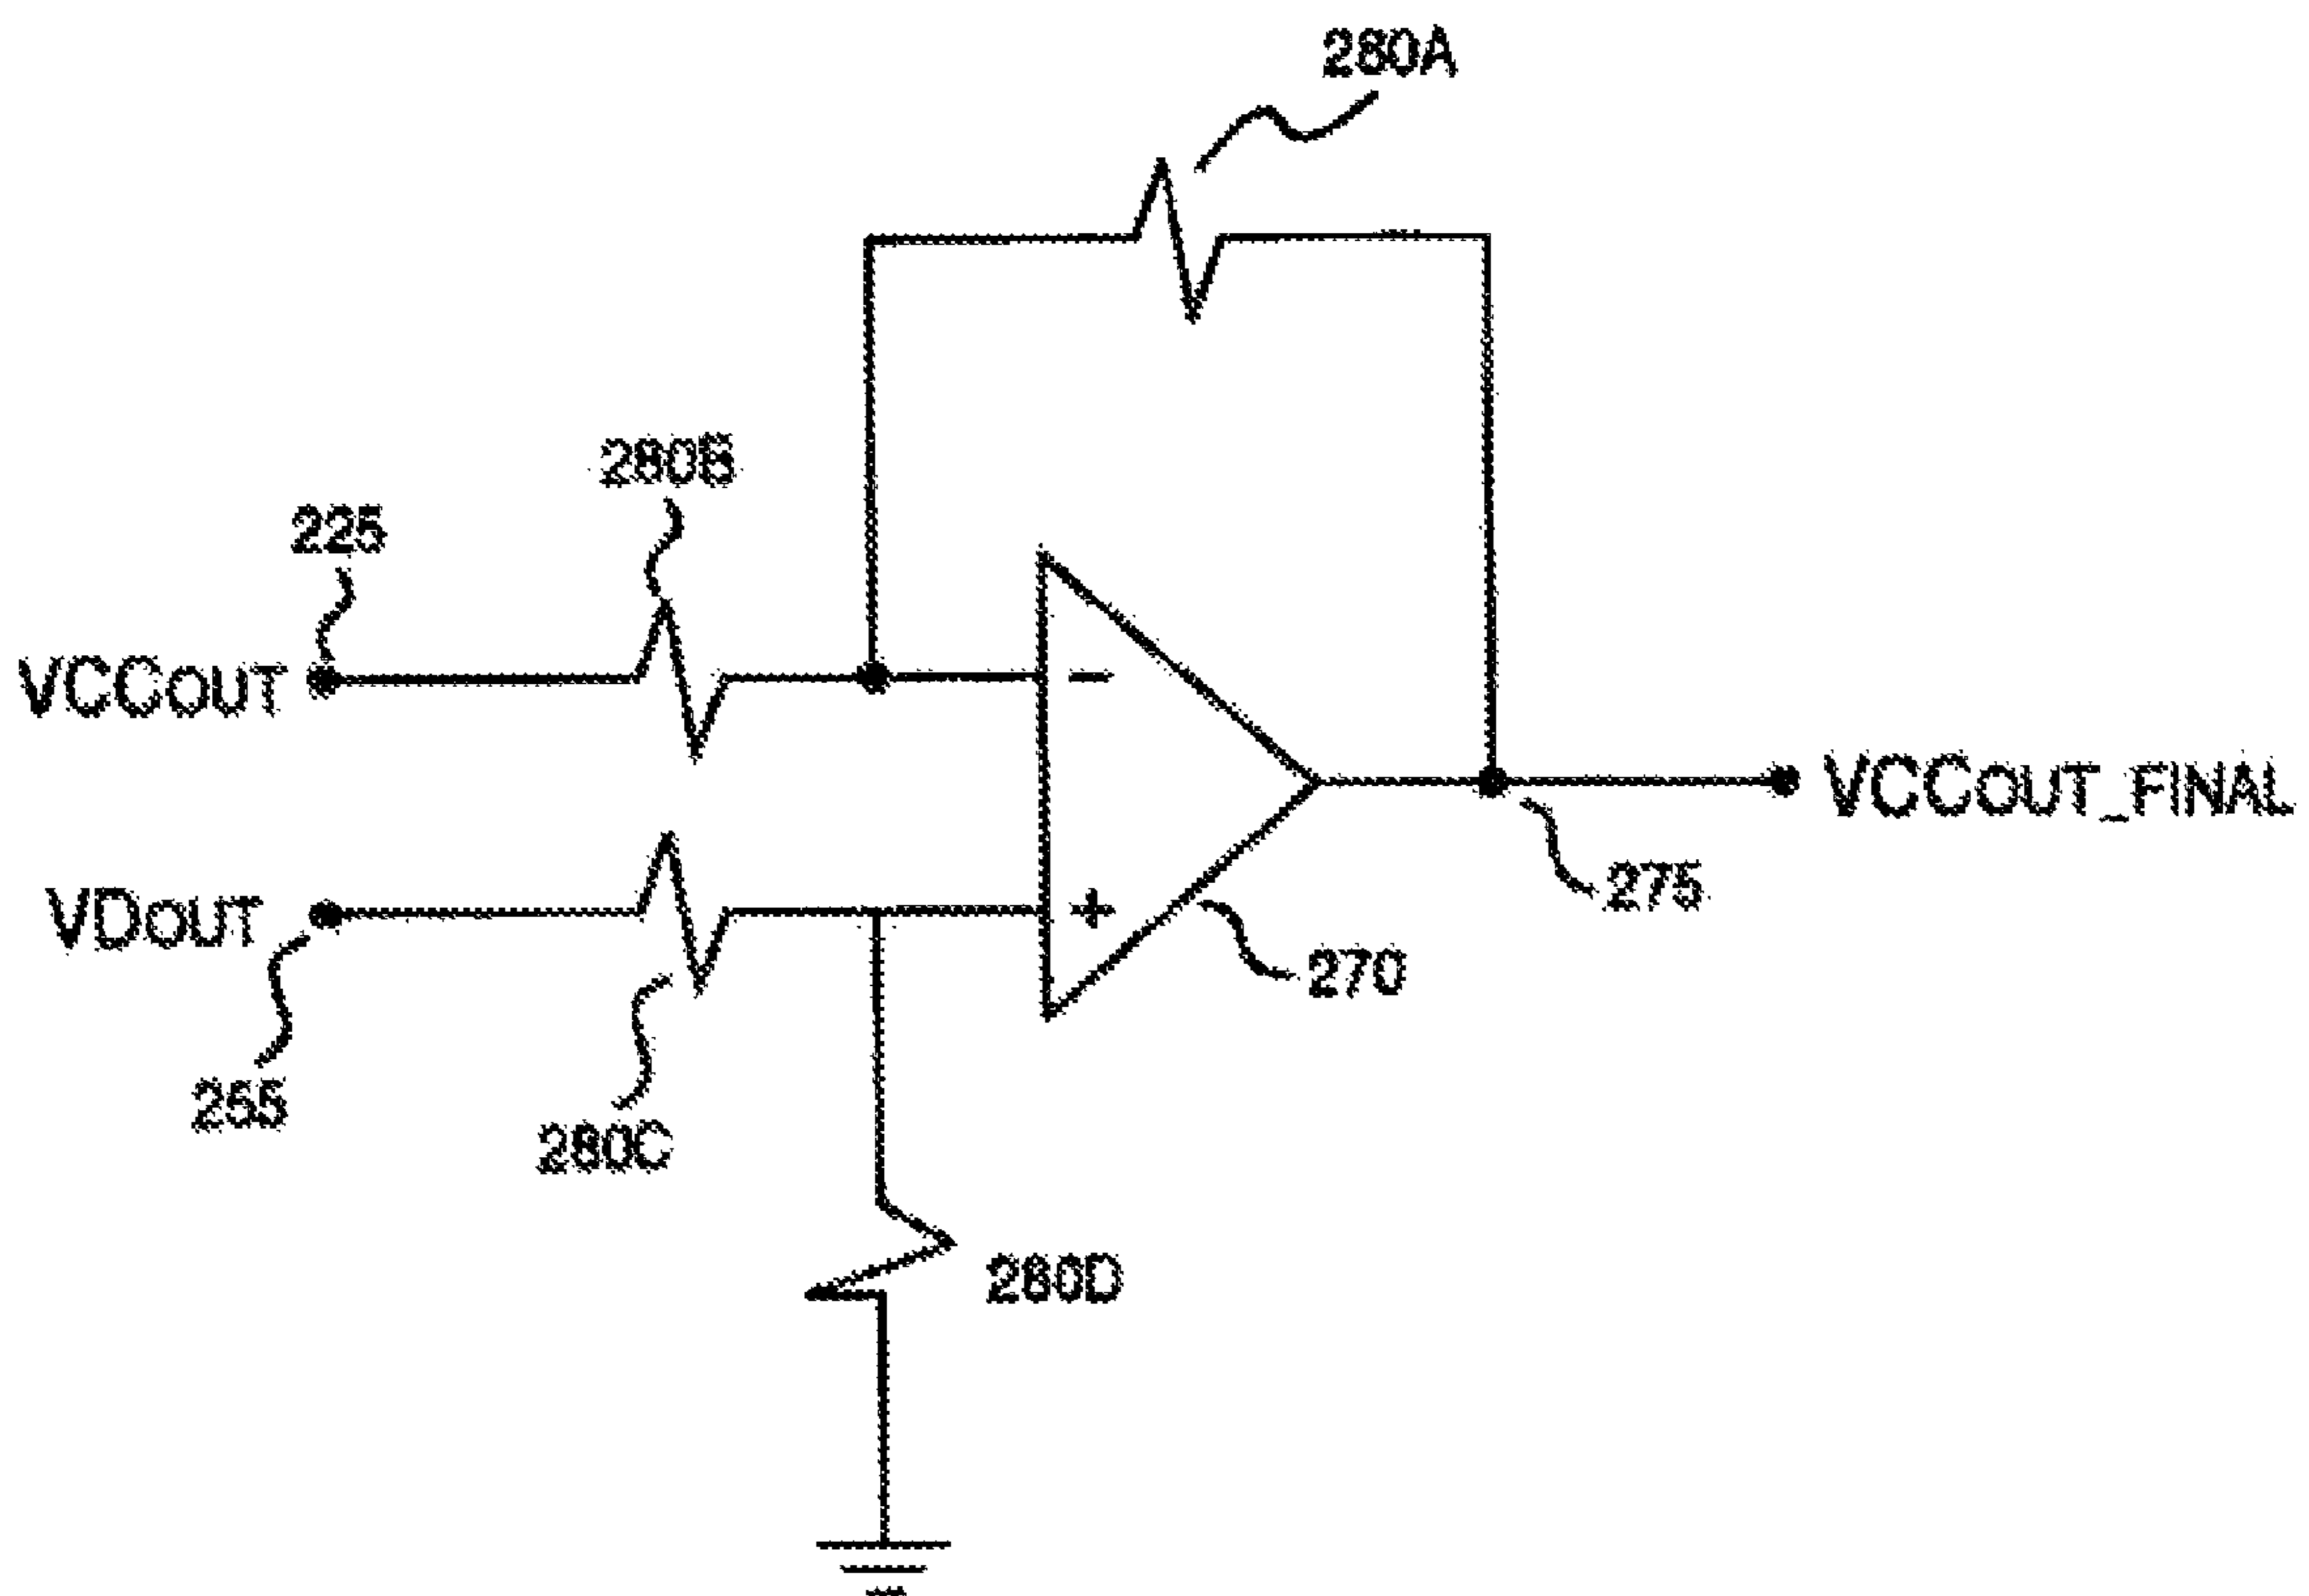 280A
280B
225
VCCOUT
-
+
VCCOUT_FINAL
VDOUT
275
270
255
280C
280D